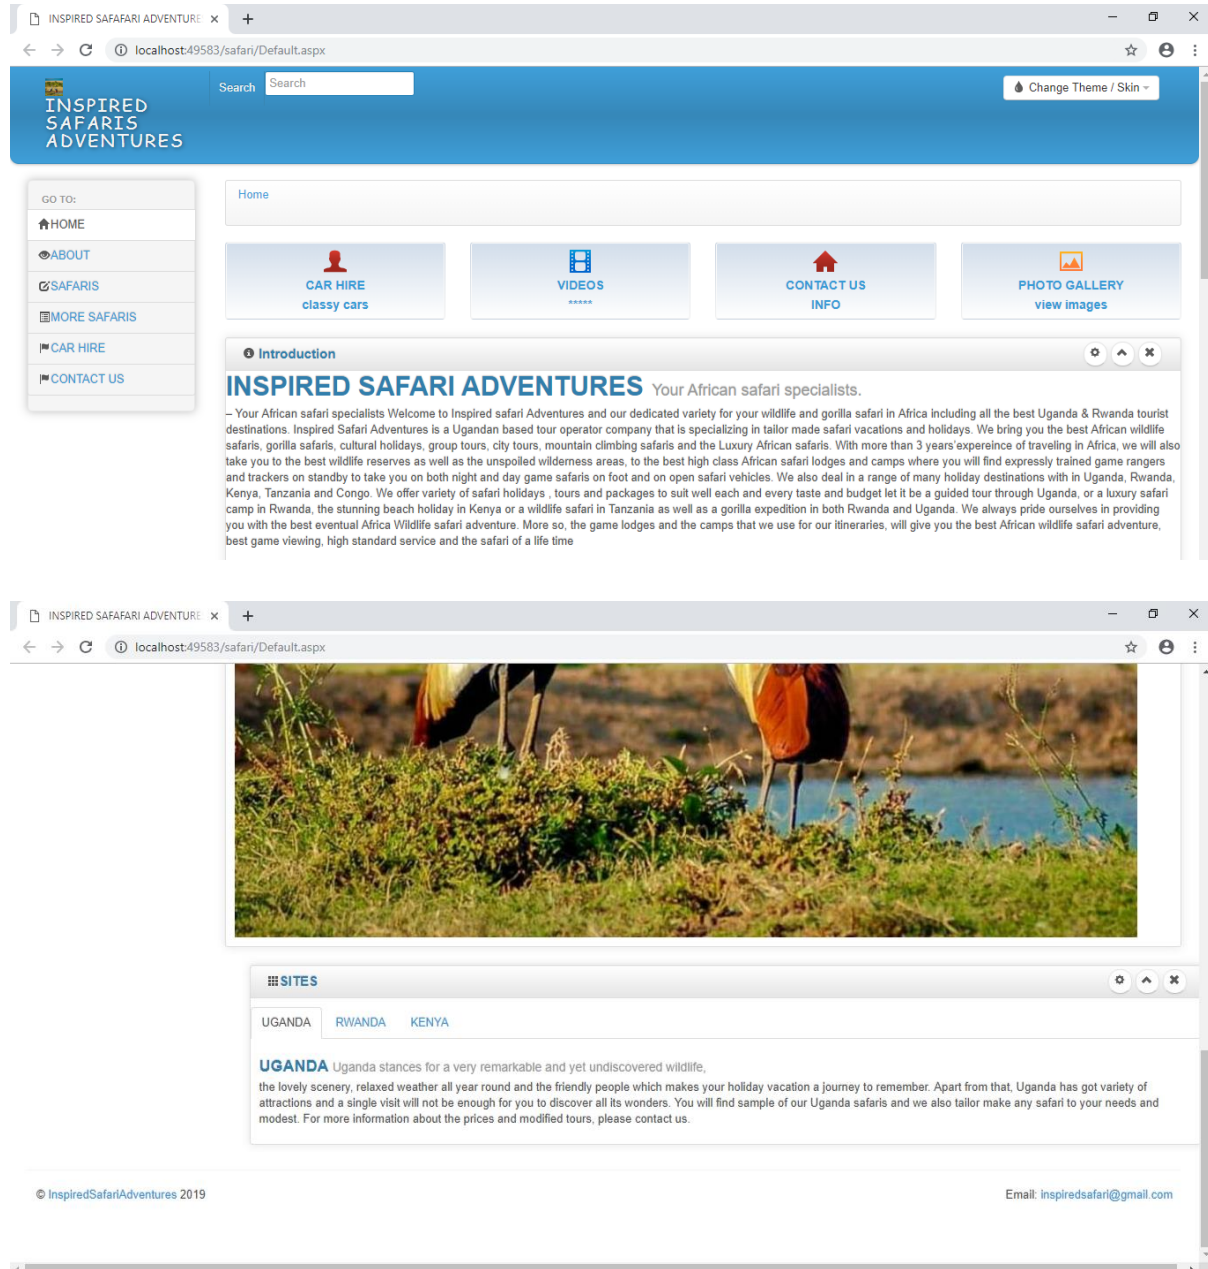 INSPIRED SAFAFARI ADVENTURE
localhost:49583/safari/Default.aspx
INSPIRED
SAFARIS
ADVENTURES
Search Search
Change Theme / Skin
GO TO:
HOME
ABOUT
SAFARIS
MORE SAFARIS
CAR HIRE
CONTACT US
Home
CAR HIRE
classy cars
VIDEOS
*****
CONTACT US
INFO
PHOTO GALLERY
view images
Introduction
INSPIRED SAFARI ADVENTURES Your African safari specialists.
– Your African safari specialists Welcome to Inspired safari Adventures and our dedicated variety for your wildlife and gorilla safari in Africa including all the best Uganda & Rwanda tourist
destinations. Inspired Safari Adventures is a Ugandan based tour operator company that is specializing in tailor made safari vacations and holidays. We bring you the best African wildlife
safaris, gorilla safaris, cultural holidays, group tours, city tours, mountain climbing safaris and the Luxury African safaris. With more than 3 years'expereince of traveling in Africa, we will also
take you to the best wildlife reserves as well as the unspoiled wilderness areas, to the best high class African safari lodges and camps where you will find expressly trained game rangers
and trackers on standby to take you on both night and day game safaris on foot and on open safari vehicles. We also deal in a range of many holiday destinations with in Uganda, Rwanda,
Kenya, Tanzania and Congo. We offer variety of safari holidays , tours and packages to suit well each and every taste and budget let it be a guided tour through Uganda, or a luxury safari
camp in Rwanda, the stunning beach holiday in Kenya or a wildlife safari in Tanzania as well as a gorilla expedition in both Rwanda and Uganda. We always pride ourselves in providing
you with the best eventual Africa Wildlife safari adventure. More so, the game lodges and the camps that we use for our itineraries, will give you the best African wildlife safari adventure,
best game viewing, high standard service and the safari of a life time
INSPIRED SAFAFARI ADVENTURE
localhost:49583/safari/Default.aspx
SITES
UGANDA RWANDA KENYA
UGANDA Uganda stances for a very remarkable and yet undiscovered wildlife,
the lovely scenery, relaxed weather all year round and the friendly people which makes your holiday vacation a journey to remember. Apart from that, Uganda has got variety of
attractions and a single visit will not be enough for you to discover all its wonders. You will find sample of our Uganda safaris and we also tailor make any safari to your needs and
modest. For more information about the prices and modified tours, please contact us.
© InspiredSafariAdventures 2019
Email: inspiredsafari@gmail.com